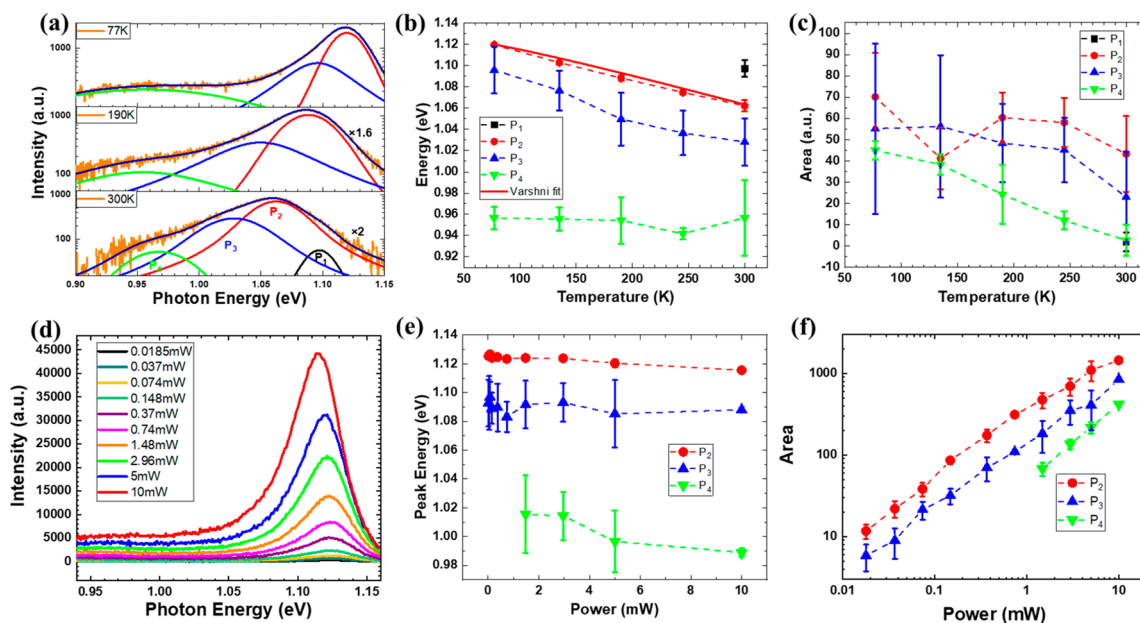 (a)
77K
1000
190K
×1.6
1000
100
300K
×2
1000
100
P1
P2
P3
P4
0.90 0.95 1.00 1.05 1.10 1.15
Intensity (a.u.)
Photon Energy (eV)
(b)
1.14
1.12
1.10
1.08
1.06
1.04
1.02
1.00
0.98
0.96
0.94
0.92
P1
P2
P3
P4
Varshni fit
50 100 150 200 250 300
Energy (eV)
Temperature (K)
(c)
100
90
80
70
60
50
40
30
20
10
0
-10
P1
P2
P3
P4
50 100 150 200 250 300
Area (a.u.)
Temperature (K)
(d)
45000
40000
35000
30000
25000
20000
15000
10000
5000
0
0.0185mW
0.037mW
0.074mW
0.148mW
0.37mW
0.74mW
1.48mW
2.96mW
5mW
10mW
0.95 1.00 1.05 1.10 1.15
Intensity (a.u.)
Photon Energy (eV)
(e)
1.14
1.12
1.10
1.08
1.06
1.04
1.02
1.00
0.98
P2
P3
P4
0 2 4 6 8 10
Peak Energy (eV)
Power (mW)
(f)
1000
100
10
P2
P3
P4
0.01 0.1 1 10
Area
Power (mW)